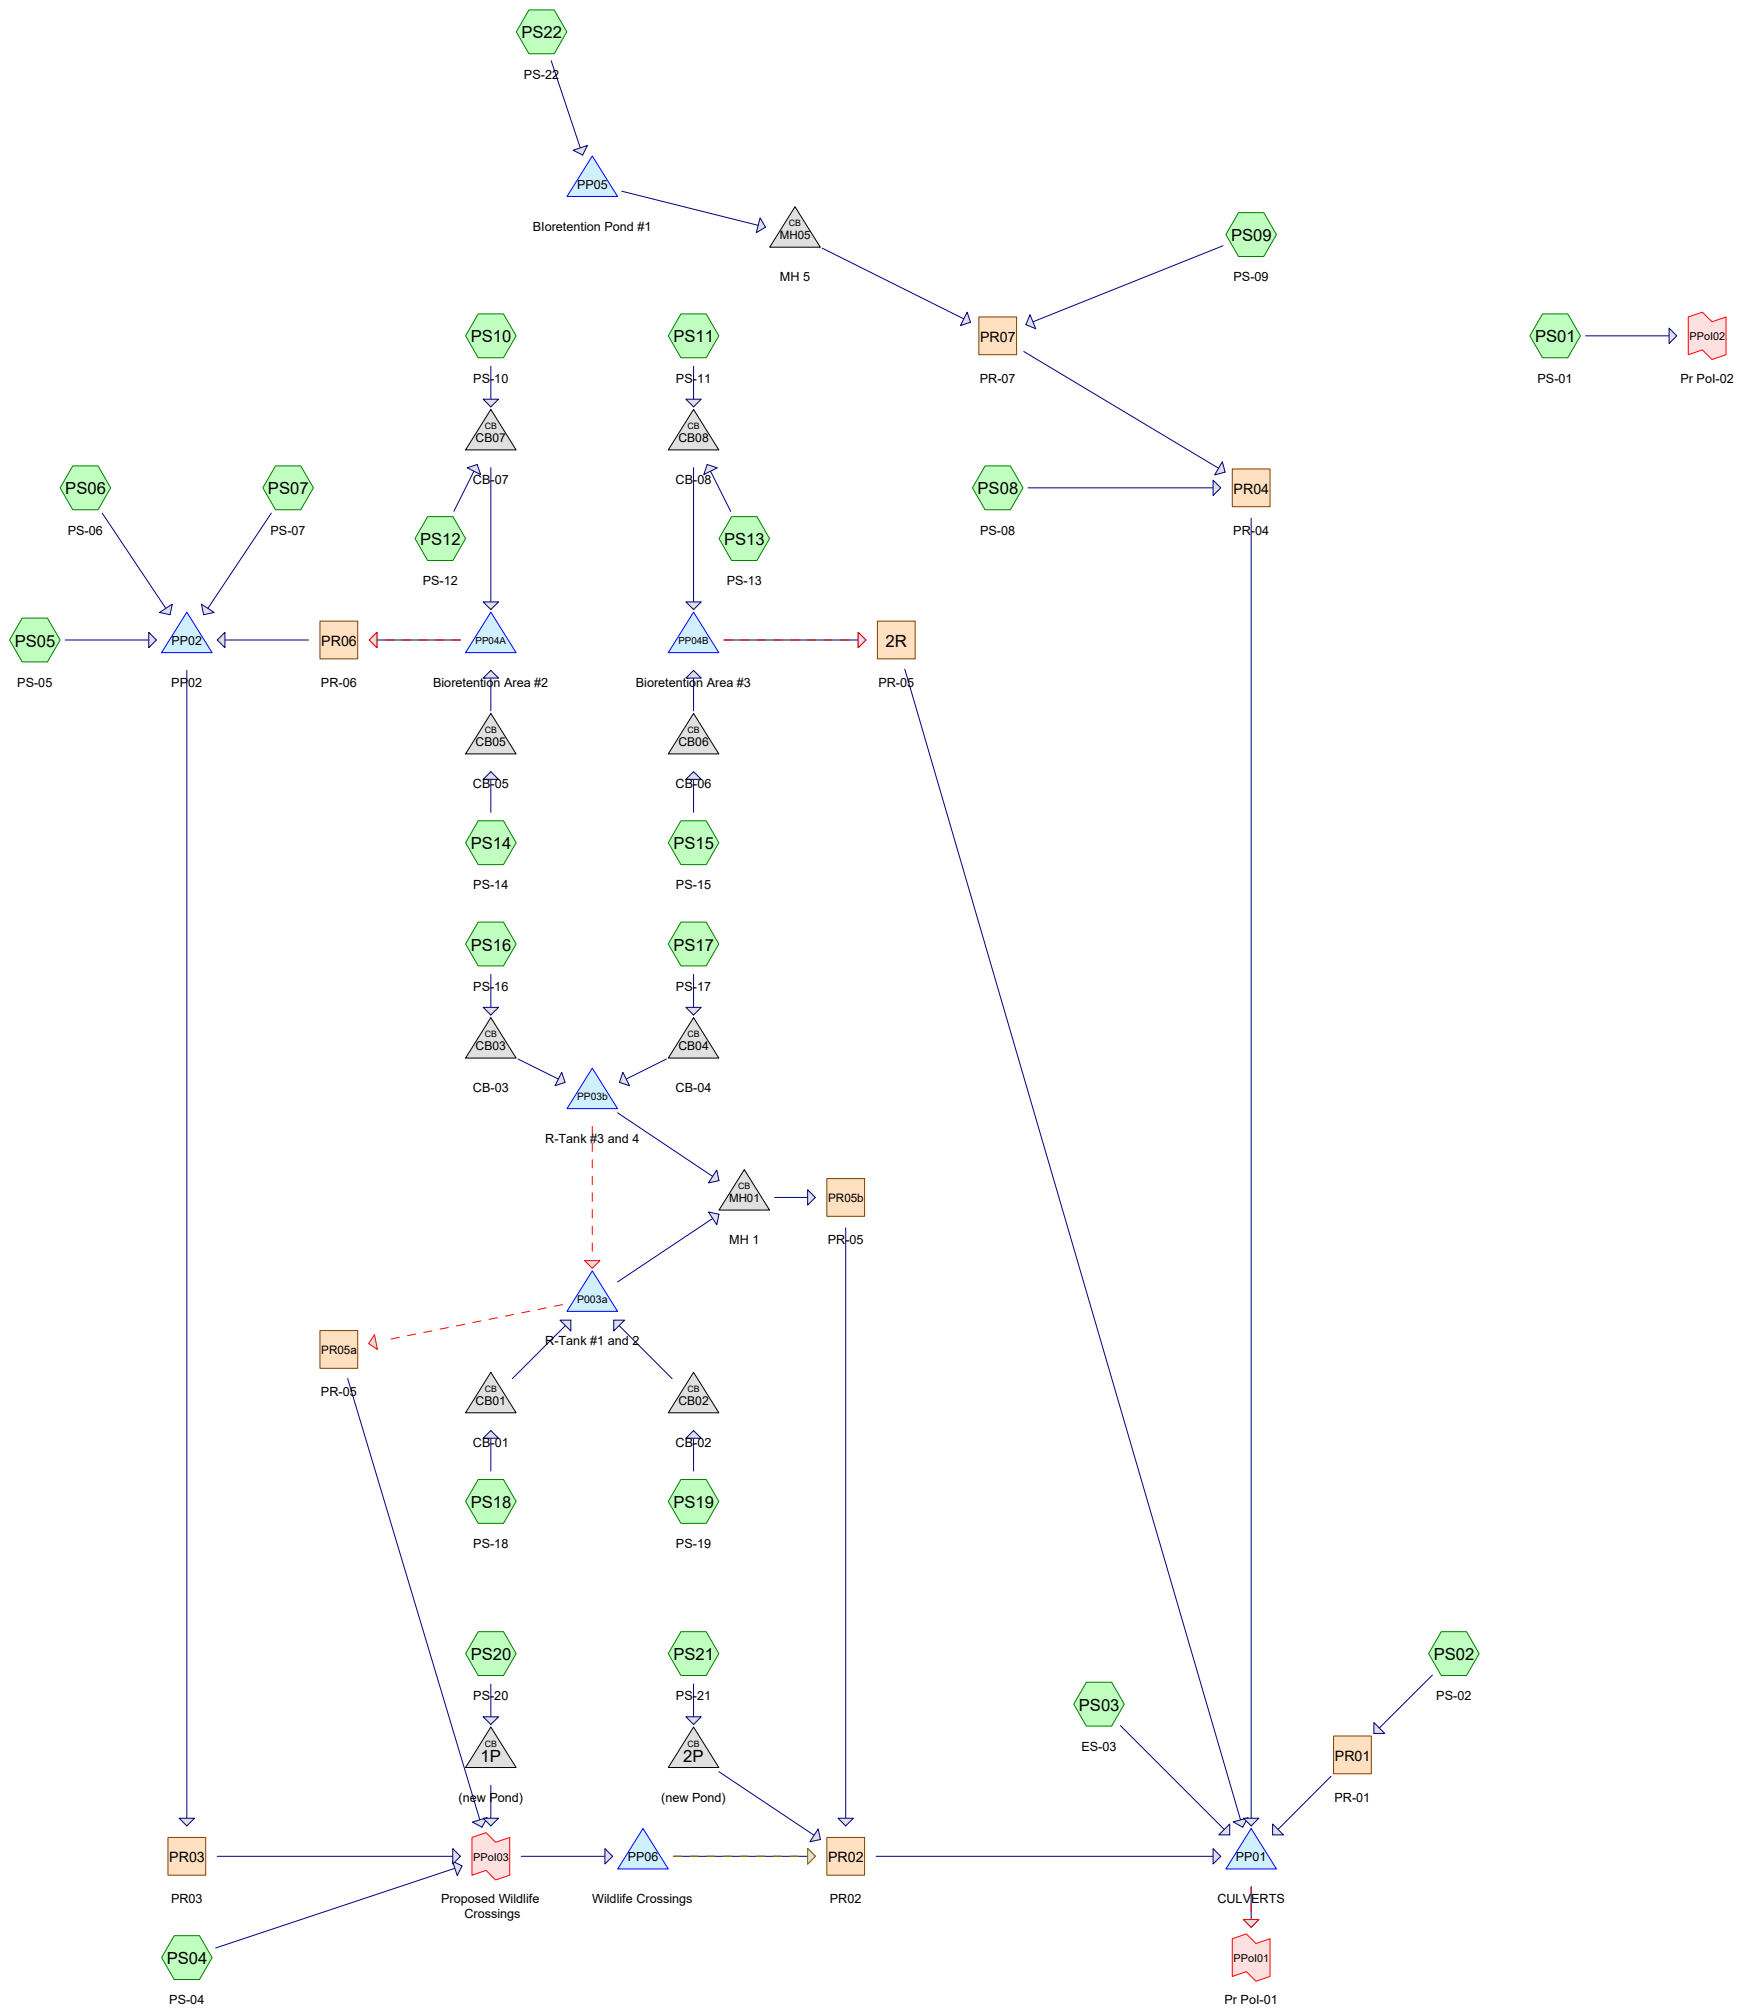 PS22
PS-22
PP05
BIoretention Pond #1
CB
MH05
MH 5
PS09
PS-09
PS10
PS-10
PS11
PS-11
PR07
PR-07
PS01
PS-01
PPoI02
Pr PoI-02
CB
CB07
CB-07
CB
CB08
CB-08
PS06
PS-06
PS07
PS-07
PS08
PS-08
PR04
PR-04
PS12
PS-12
PS13
PS-13
PS05
PS-05
PP02
PP02
PR06
PR-06
PP04A
Bioretention Area #2
PP04B
Bioretention Area #3
2R
PR-05
CB
CB05
CB-05
CB
CB06
CB-06
PS14
PS-14
PS15
PS-15
PS16
PS-16
PS17
PS-17
CB
CB03
CB-03
CB
CB04
CB-04
PP03b
R-Tank #3 and 4
CB
MH01
MH 1
PR05b
PR-05
P003a
R-Tank #1 and 2
PR05a
PR-05
CB
CB01
CB-01
CB
CB02
CB-02
PS18
PS-18
PS19
PS-19
PS20
PS-20
PS21
PS-21
PS02
PS-02
PS03
ES-03
CB
1P
(new Pond)
CB
2P
(new Pond)
PR01
PR-01
PR03
PR03
PPoI03
Proposed Wildlife
Crossings
PP06
Wildlife Crossings
PR02
PR02
PP01
CULVERTS
PS04
PS-04
PPoI01
Pr PoI-01